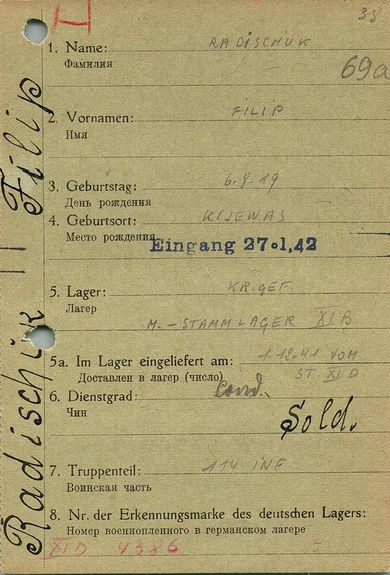 38
1. Name: RADISCHUK
Фамилия
69a
2. Vornamen: FILIP
Имя
3. Geburtstag: 6.8.19
День рождения
4. Geburtsort: KIJEWAS
Место рождения
Eingang 27.1.42
5. Lager: KR. GEF.
Лагерь
M.-STAMMLAGER XI B
5a. Im Lager eingeliefert am: 1.12.41 VOM
Доставлен в лагерь (число) ST. XI D
6. Dienstgrad:
Чин
Sold.
7. Truppenteil: 114 INF
Воинская часть
8. Nr. der Erkennungsmarke des deutschen Lagers:
Номер военнопленного в германском лагере
XI D 4386
Radischuk Filip